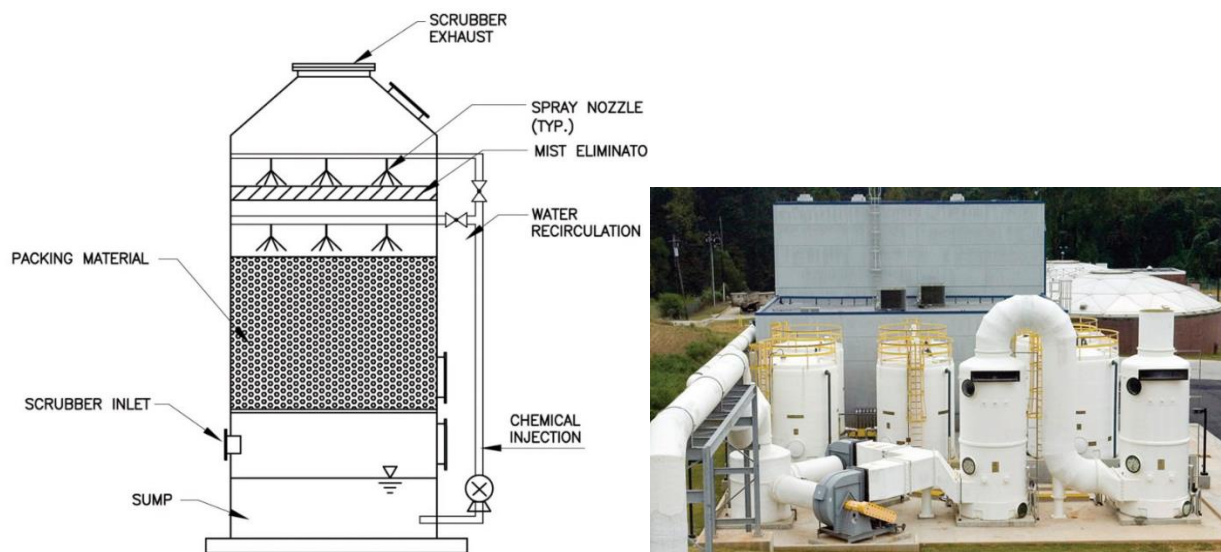 SCRUBBER
EXHAUST
SPRAY NOZZLE
(TYP.)
MIST ELIMINATO
WATER
RECIRCULATION
PACKING MATERIAL
SCRUBBER INLET
CHEMICAL
INJECTION
SUMP